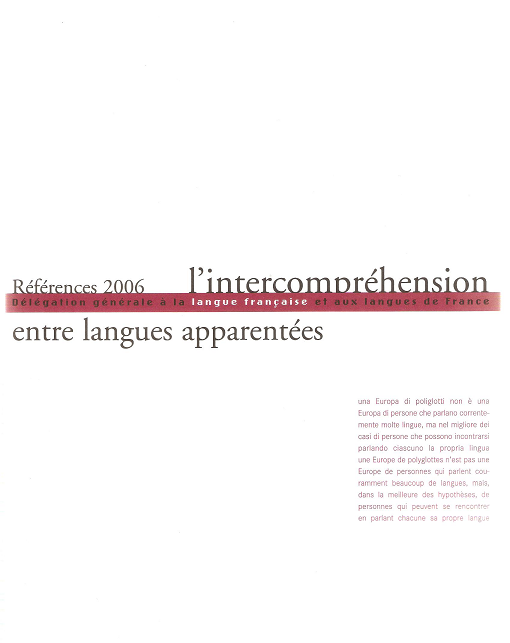 Références 2006 l'intercompréhension
Délégation générale à la langue française et aux langues de France
entre langues apparentées
una Europa di poliglotti non è una
Europa di persone che parlano corrente-
mente molte lingue, ma nel migliore dei
casi di persone che possono incontrarsi
parlando ciascuno la propria lingua
une Europe de polyglottes n'est pas une
Europe de personnes qui parlent cou-
ramment beaucoup de langues, mais,
dans la meilleure des hypothèses, de
personnes qui peuvent se rencontrer
en parlant chacune sa propre langue